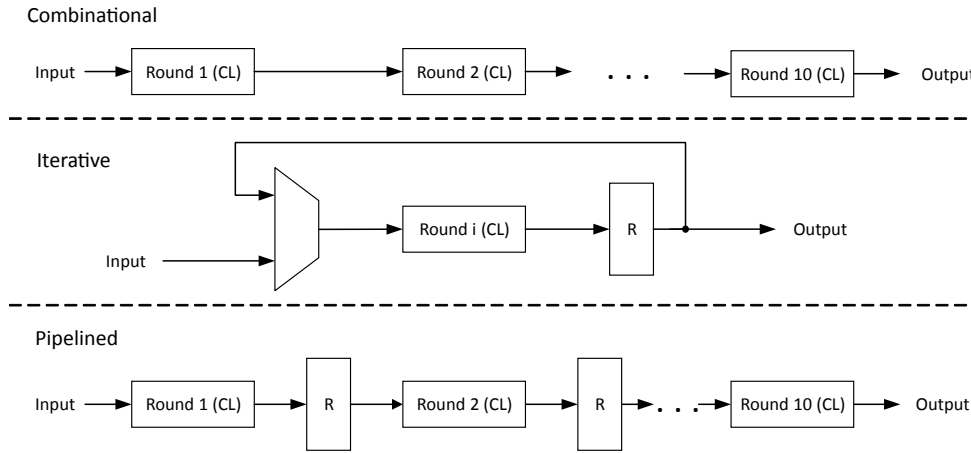 Combinational
Input Round 1 (CL) Round 2 (CL) . . . Round 10 (CL) Output
Iterative
Round i (CL) R Output
Input
Pipelined
Input Round 1 (CL) R Round 2 (CL) R . . . Round 10 (CL) Output